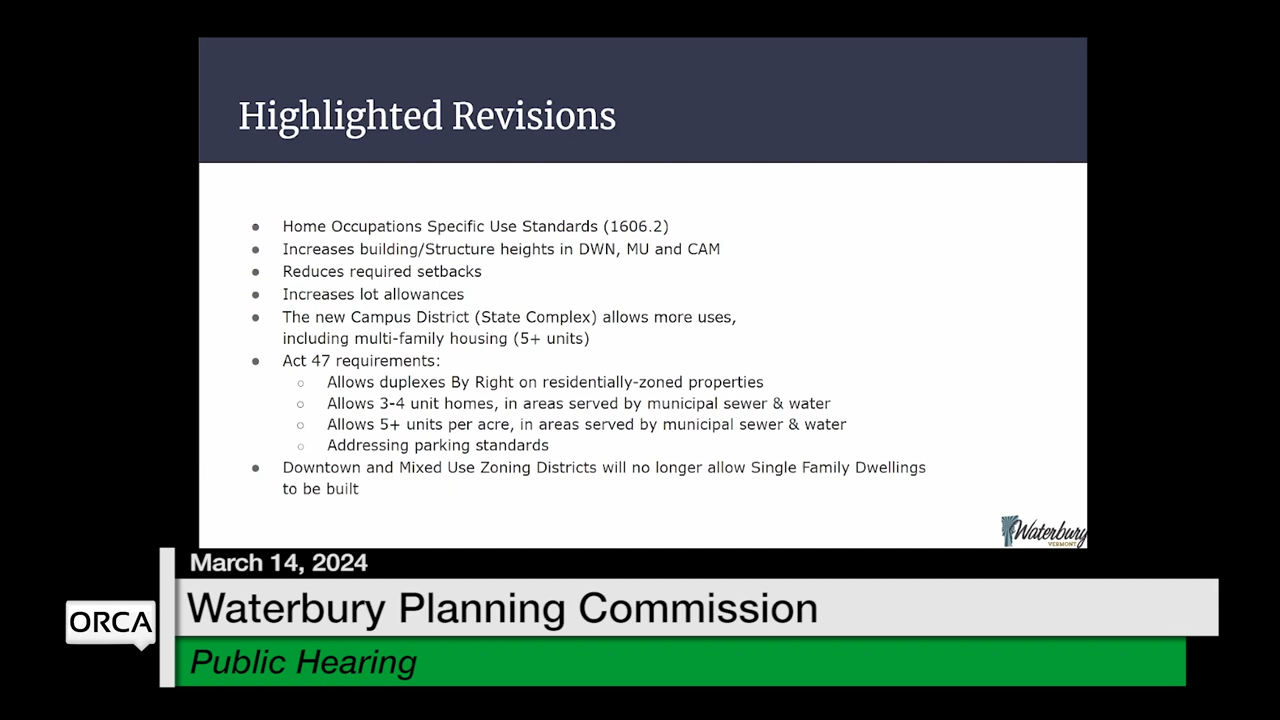 Highlighted Revisions
● Home Occupations Specific Use Standards (1606.2)
● Increases building/Structure heights in DWN, MU and CAM
● Reduces required setbacks
● Increases lot allowances
● The new Campus District (State Complex) allows more uses,
including multi-family housing (5+ units)
● Act 47 requirements:
○ Allows duplexes By Right on residentially-zoned properties
○ Allows 3-4 unit homes, in areas served by municipal sewer & water
○ Allows 5+ units per acre, in areas served by municipal sewer & water
○ Addressing parking standards
● Downtown and Mixed Use Zoning Districts will no longer allow Single Family Dwellings
to be built
Waterbury
VERMONT
March 14, 2024
ORCA
Waterbury Planning Commission
Public Hearing